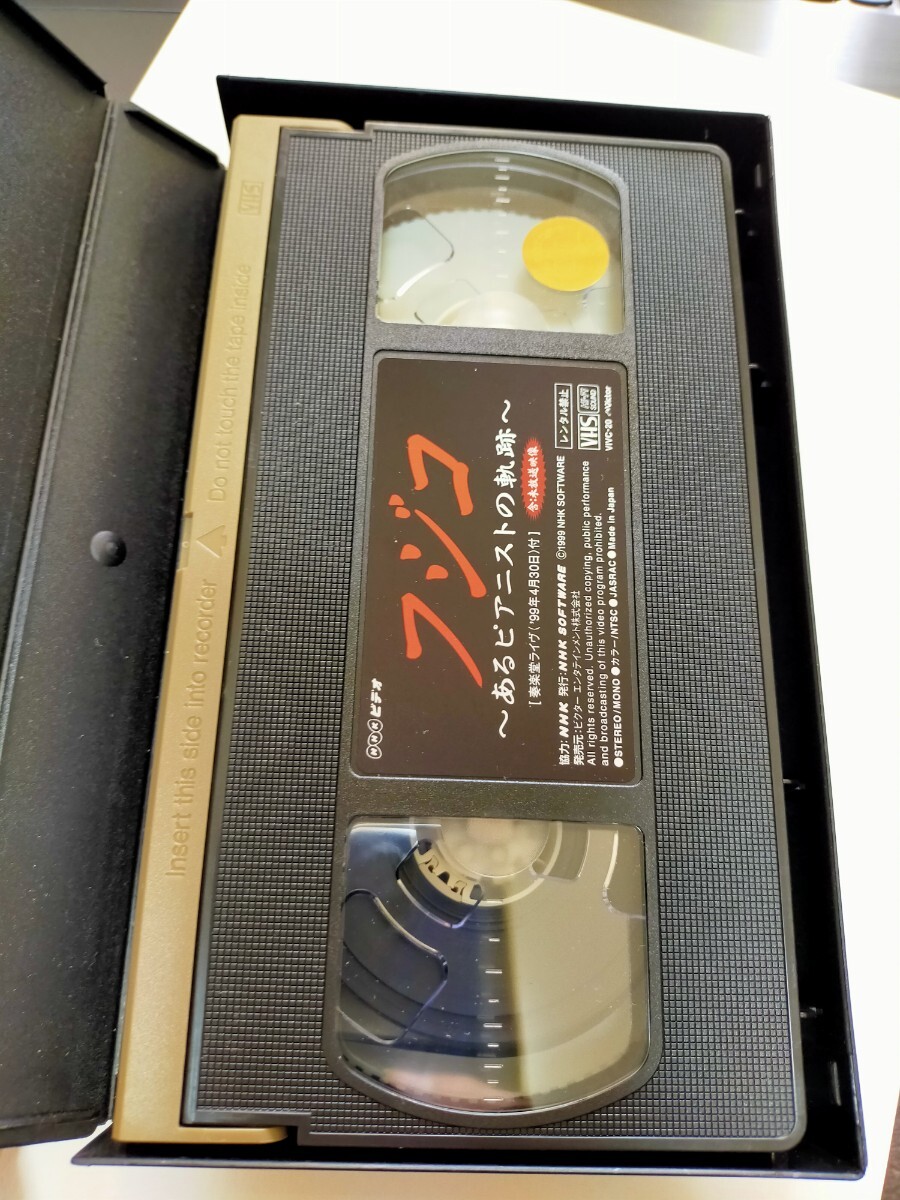 VHS
Insert this side into recorder △ Do not touch the tape inside
NHKビデオ
フジコ
～あるピアニストの軌跡～
[奏楽堂ライヴ('99年4月30日)付]
含:未放送映像
協力:NHK 発行:NHK SOFTWARE ©1999 NHK SOFTWARE
発売元:ビクター エンタテインメント株式会社
All rights reserved. Unauthorized copying, public performance
and broadcasting of this video program prohibited.
●STEREO/MONO ●カラー/NTSC ●JASRAC ●Made in Japan
レンタル禁止
VHS Hi-Fi SOUND
VIVC-20 Victor